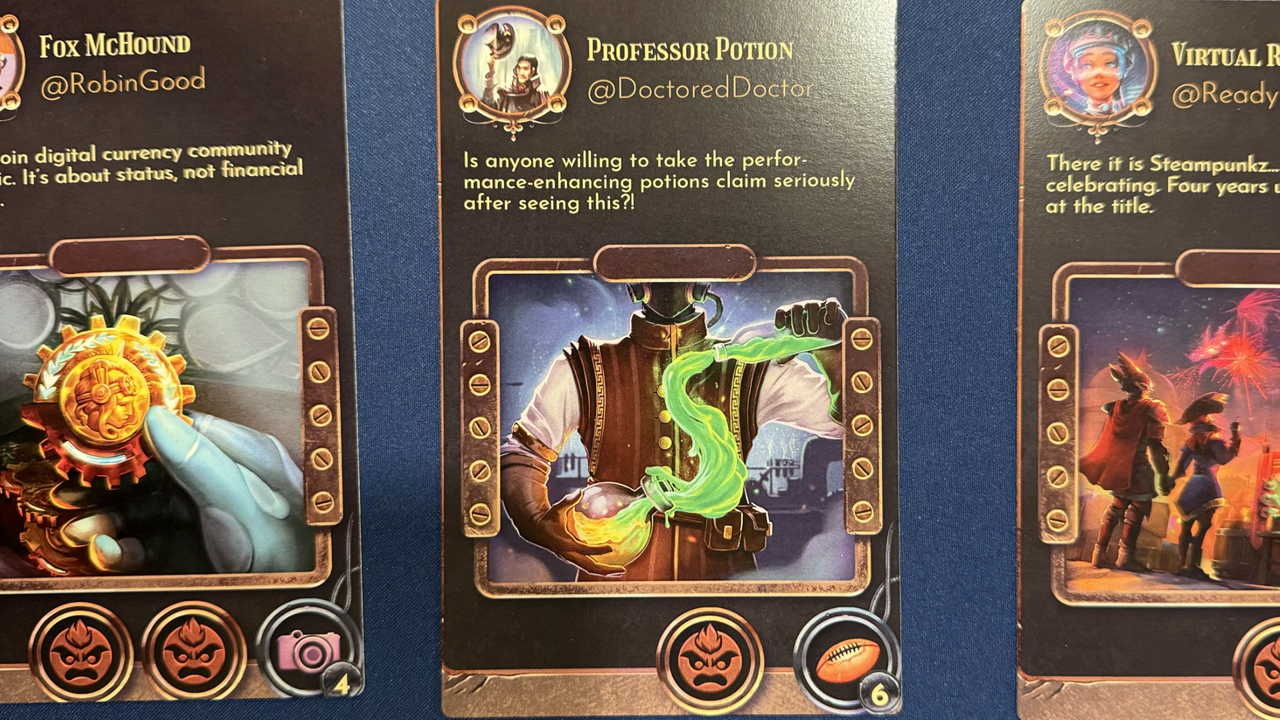 Fox McHound
@RobinGood
oin digital currency community
ic. It's about status, not financial
4
Professor Potion
@DoctoredDoctor
Is anyone willing to take the perfor-
mance-enhancing potions claim seriously
after seeing this?!
6
Virtual R
@Ready
There it is Steampunkz...
celebrating. Four years u
at the title.